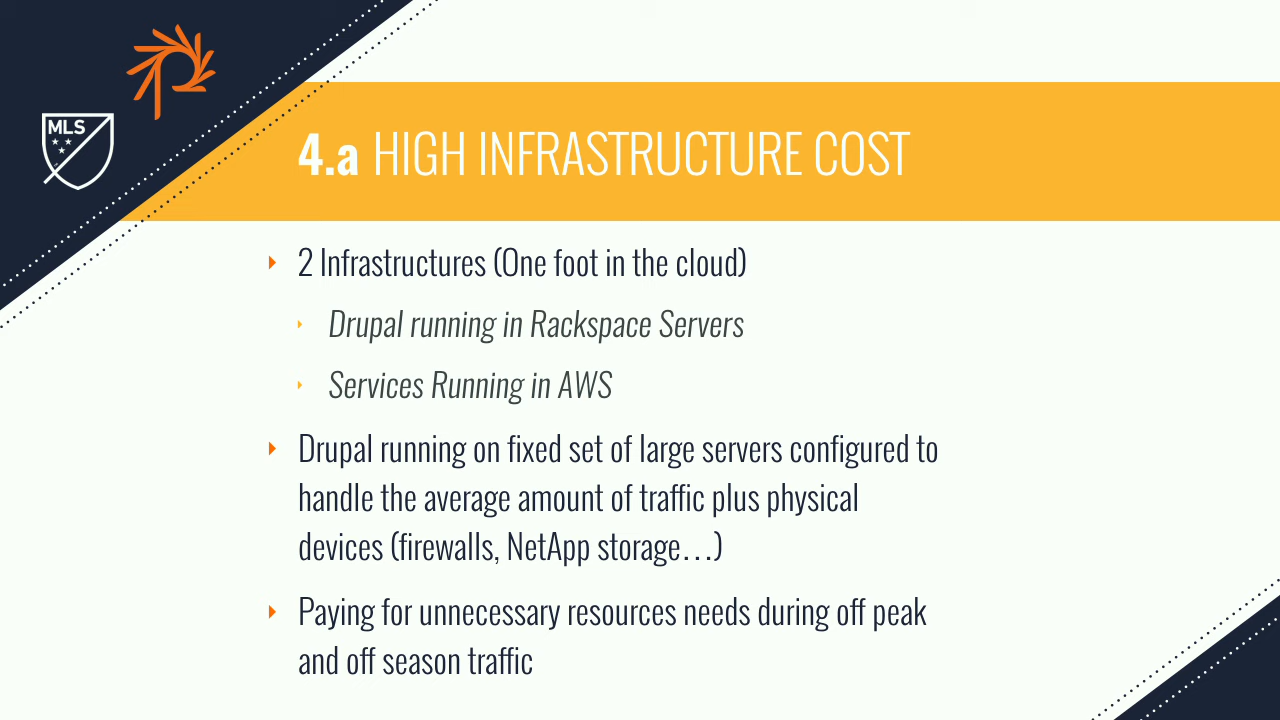 MLS
4.a HIGH INFRASTRUCTURE COST
2 Infrastructures (One foot in the cloud)
Drupal running in Rackspace Servers
Services Running in AWS
Drupal running on fixed set of large servers configured to
handle the average amount of traffic plus physical
devices (firewalls, NetApp storage…)
Paying for unnecessary resources needs during off peak
and off season traffic